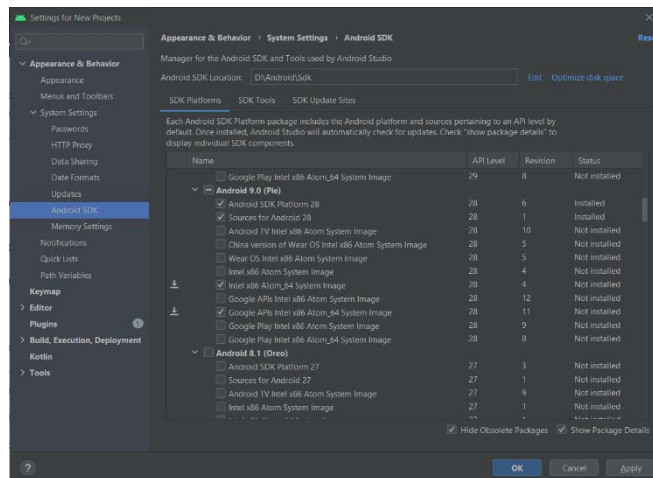 Settings for New Projects
Appearance & Behavior › System Settings › Android SDK
Manager for the Android SDK and Tools used by Android Studio
Android SDK Location: D:\Android\Sdk Edit Optimize disk space
SDK Platforms SDK Tools SDK Update Sites
Each Android SDK Platform package includes the Android platform and sources pertaining to an API level by
default. Once installed, Android Studio will automatically check for updates. Check "show package details" to
display individual SDK components.
Appearance & Behavior
Appearance
Menus and Toolbars
System Settings
Passwords
HTTP Proxy
Data Sharing
Date Formats
Updates
Android SDK
Memory Settings
Notifications
Quick Lists
Path Variables
Keymap
Editor
Plugins 1
Build, Execution, Deployment
Kotlin
Tools
Name API Level Revision Status
Google Play Intel x86 Atom_64 System Image 29 8 Not installed
Android 9.0 (Pie)
Android SDK Platform 28 28 6 Installed
Sources for Android 28 28 1 Installed
Android TV Intel x86 Atom System Image 28 10 Not installed
China version of Wear OS Intel x86 Atom System Image 28 5 Not installed
Wear OS Intel x86 Atom System Image 28 5 Not installed
Intel x86 Atom System Image 28 4 Not installed
Intel x86 Atom_64 System Image 28 4 Not installed
Google APIs Intel x86 Atom System Image 28 12 Not installed
Google APIs Intel x86 Atom_64 System Image 28 11 Not installed
Google Play Intel x86 Atom System Image 28 9 Not installed
Google Play Intel x86 Atom_64 System Image 28 8 Not installed
Android 8.1 (Oreo)
Android SDK Platform 27 27 3 Not installed
Sources for Android 27 27 1 Not installed
Android TV Intel x86 Atom System Image 27 9 Not installed
Intel x86 Atom System Image 27 1 Not installed
Hide Obsolete Packages Show Package Details
? OK Cancel Apply